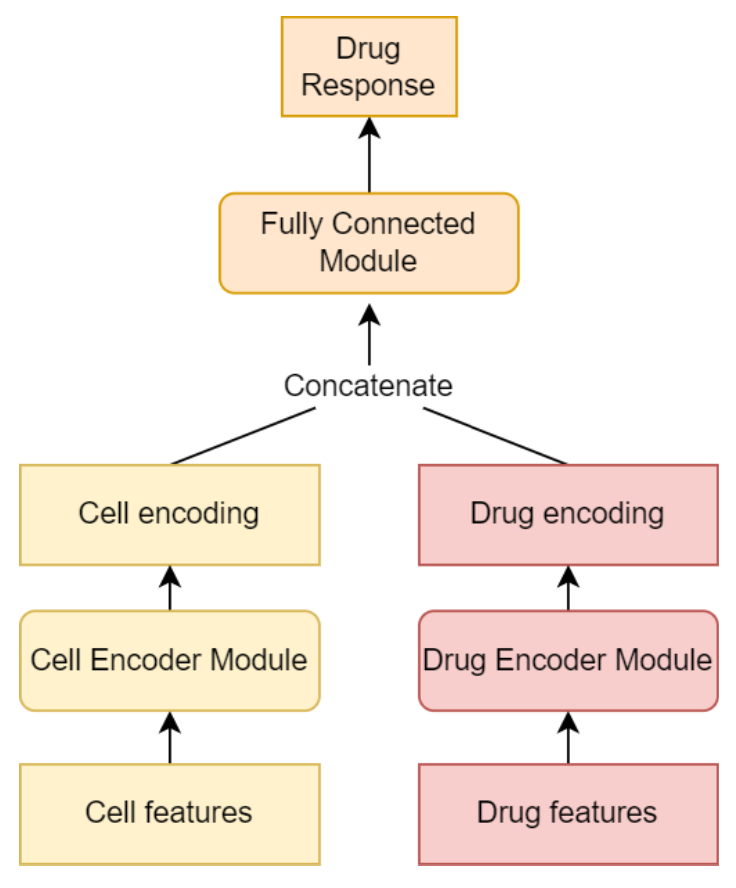 Drug
Response
Fully Connected
Module
Concatenate
Cell encoding
Drug encoding
Cell Encoder Module
Drug Encoder Module
Cell features
Drug features